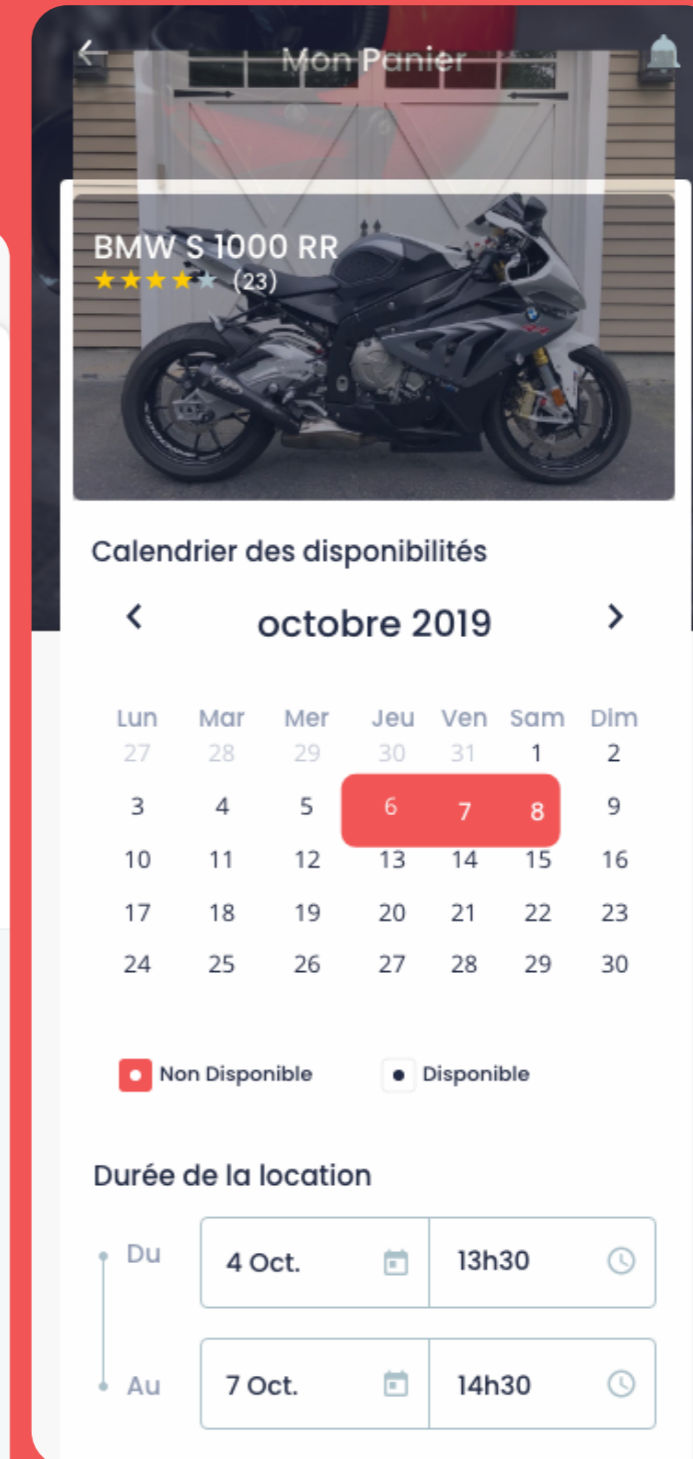 Mon Panier
BMW S 1000 RR
(23)
Calendrier des disponibilités
octobre 2019
Lun Mar Mer Jeu Ven Sam Dim
27 28 29 30 31 1 2
3 4 5 6 7 8 9
10 11 12 13 14 15 16
17 18 19 20 21 22 23
24 25 26 27 28 29 30
Non Disponible Disponible
Durée de la location
Du 4 Oct. 13h30
Au 7 Oct. 14h30